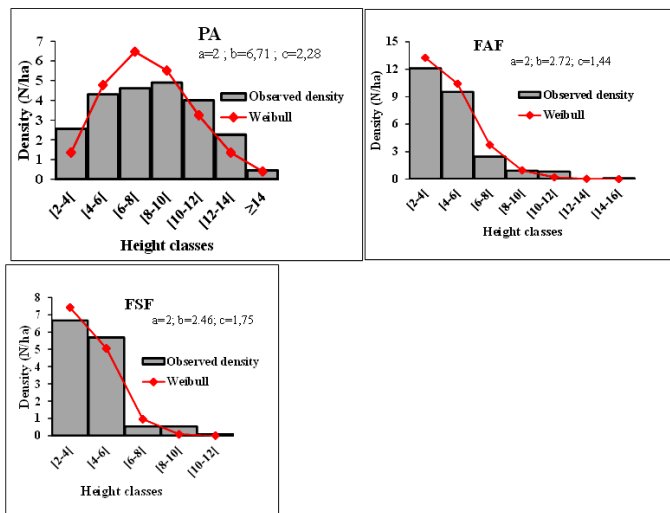 PA
a=2 ; b=6,71 ; c=2,28
7
6
5
4
3
2
1
0
Density (N/ha)
Observed density
Weibull
[2-4[
[4-6[
[6-8[
[8-10[
[10-12[
[12-14[
≥14
Height classes
FAF
a=2; b=2.72; c=1,44
15
12
9
6
3
0
Density (N/ha)
Observed density
Weibull
[2-4[
[4-6[
[6-8[
[8-10[
[10-12[
[12-14[
[14-16[
Height classes
FSF
a=2; b=2.46; c=1,75
8
7
6
5
4
3
2
1
0
Density (N/ha)
Observed density
Weibull
[2-4[
[4-6[
[6-8[
[8-10[
[10-12[
Height classes